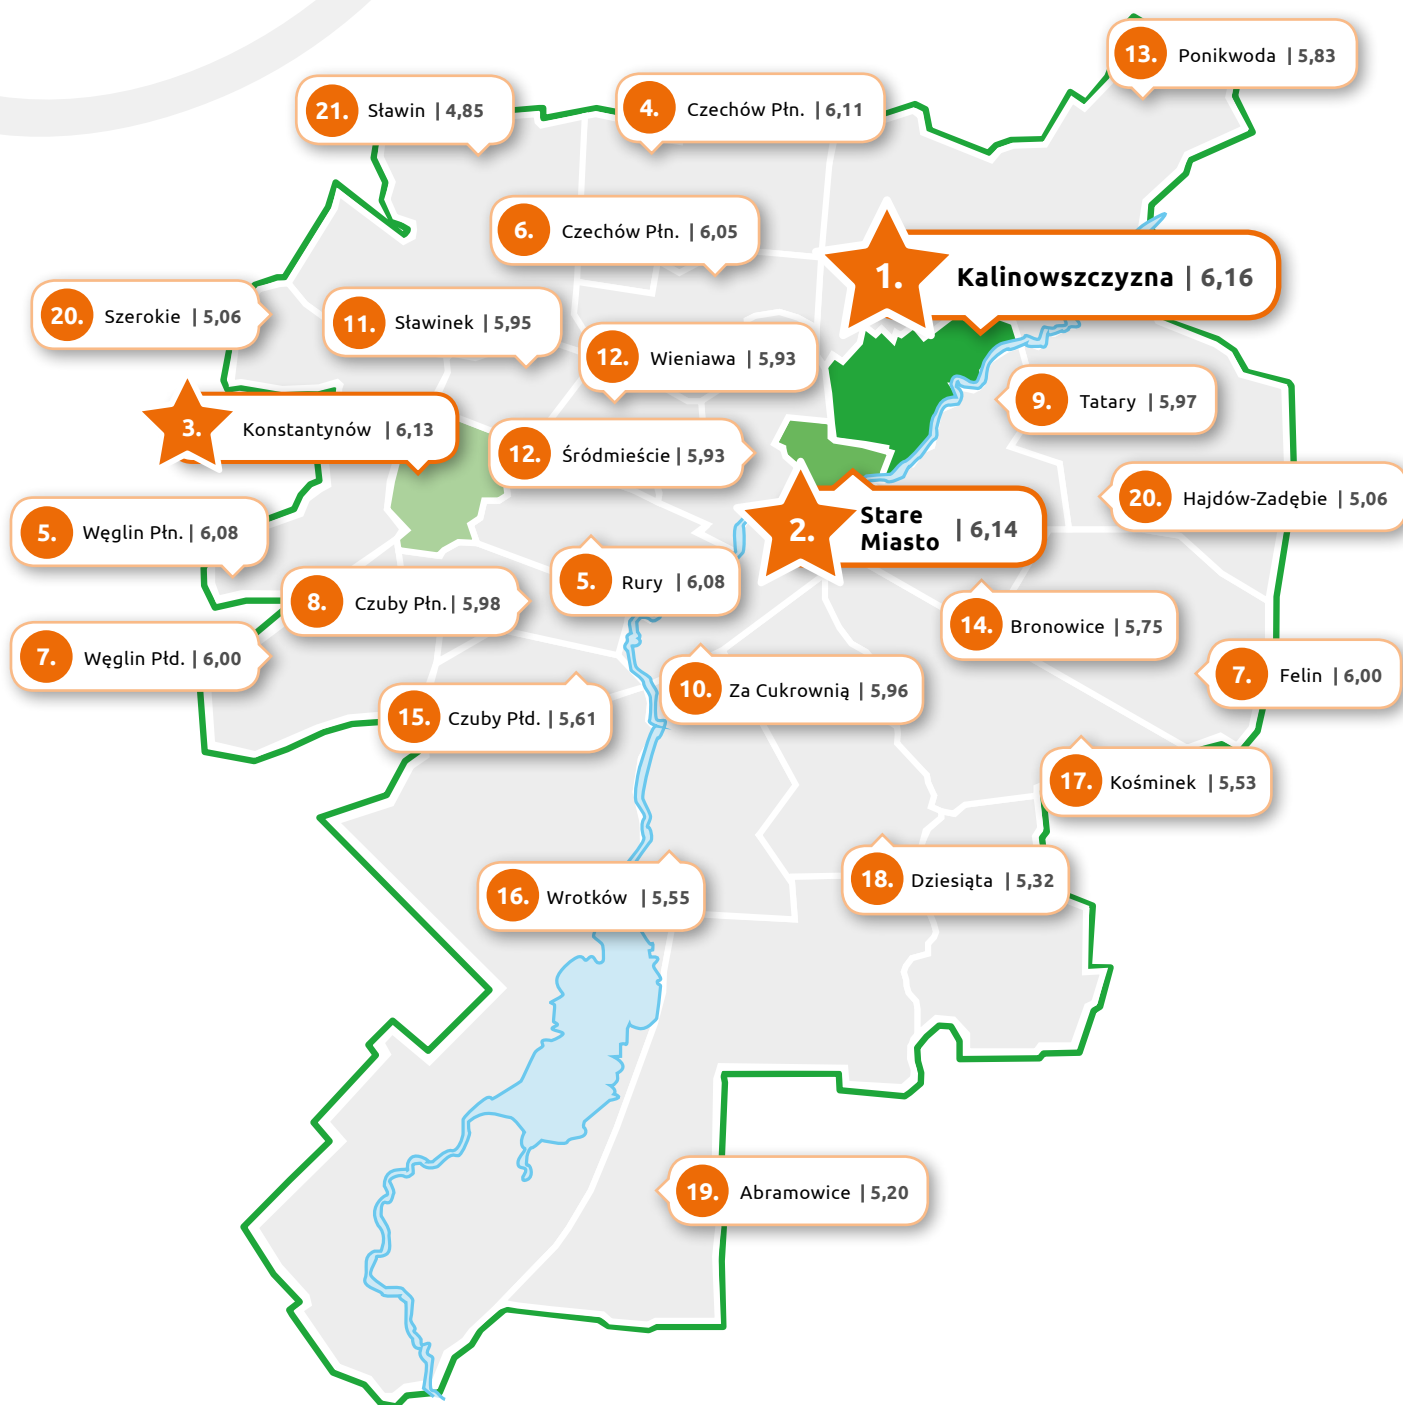 13. Ponikwoda | 5,83
21. Sławin | 4,85
4. Czechów Płn. | 6,11
6. Czechów Płn. | 6,05
1. Kalinowszczyzna | 6,16
20. Szerokie | 5,06
11. Sławinek | 5,95
12. Wieniawa | 5,93
9. Tatary | 5,97
3. Konstantynów | 6,13
12. Śródmieście | 5,93
20. Hajdów-Zadębie | 5,06
5. Węglin Płn. | 6,08
2. Stare
Miasto | 6,14
5. Rury | 6,08
8. Czuby Płn. | 5,98
14. Bronowice | 5,75
7. Węglin Płd. | 6,00
7. Felin | 6,00
10. Za Cukrownią | 5,96
15. Czuby Płd. | 5,61
17. Kośminek | 5,53
18. Dziesiąta | 5,32
16. Wrotków | 5,55
19. Abramowice | 5,20